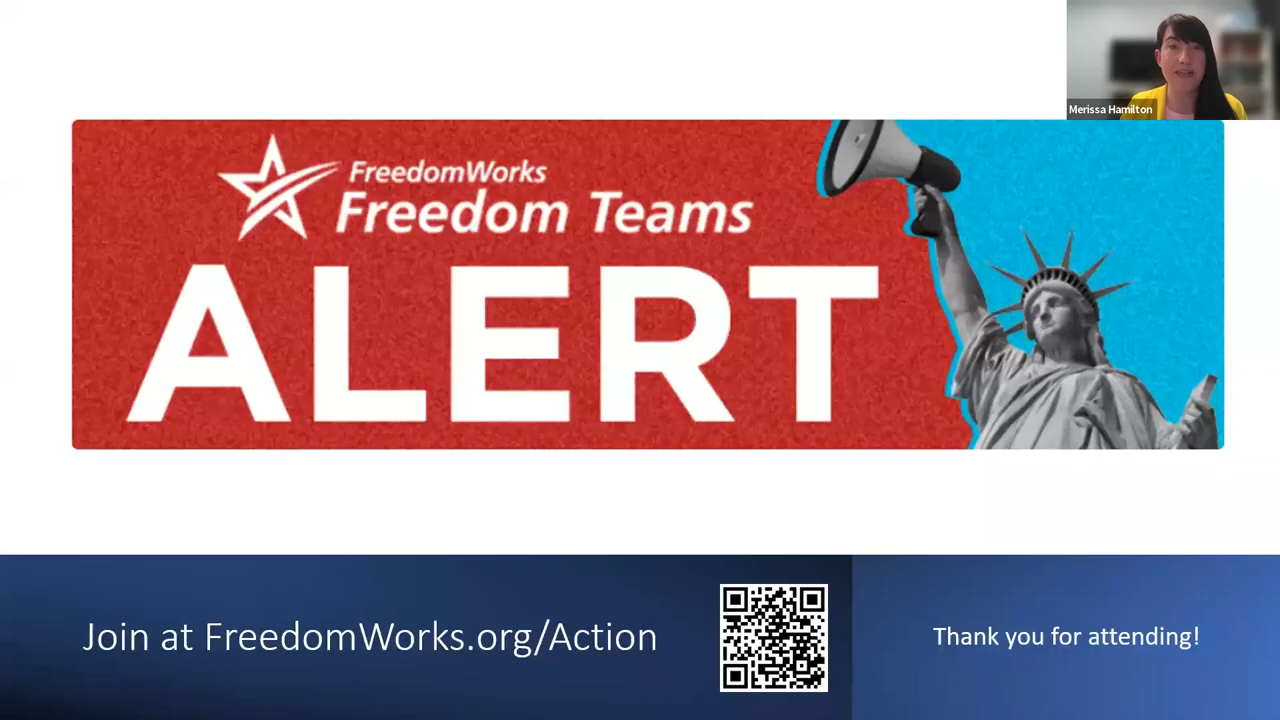 Merissa Hamilton
FreedomWorks
Freedom Teams
ALERT
Join at FreedomWorks.org/Action
Thank you for attending!